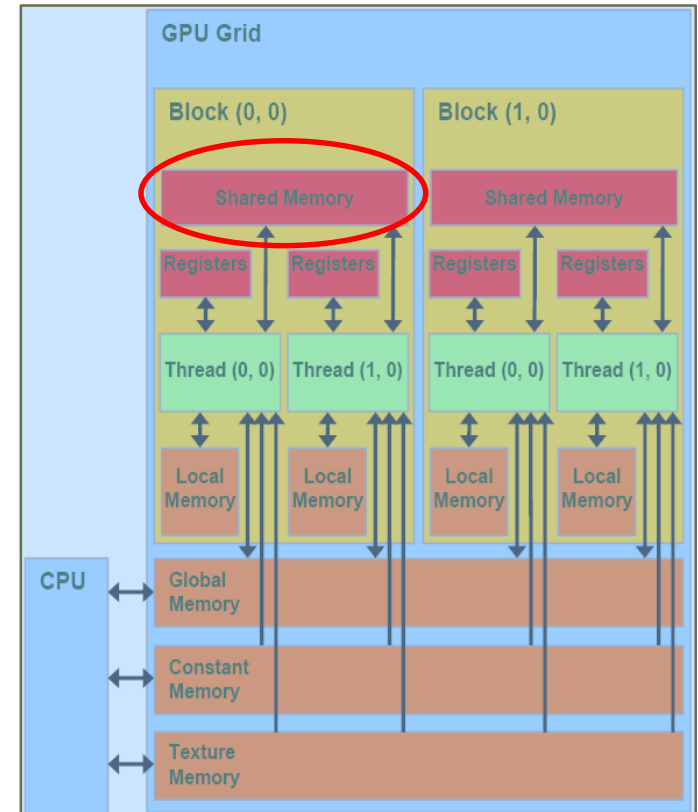 GPU Grid
Block (0, 0)
Block (1, 0)
Shared Memory
Shared Memory
Registers
Registers
Registers
Registers
Thread (0, 0)
Thread (1, 0)
Thread (0, 0)
Thread (1, 0)
Local
Memory
Local
Memory
Local
Memory
Local
Memory
CPU
Global
Memory
Constant
Memory
Texture
Memory